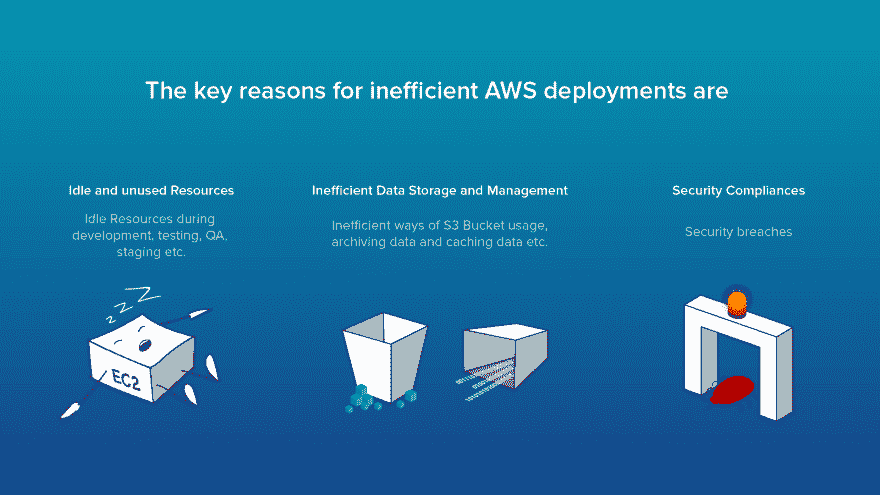 The key reasons for inefficient AWS deployments are
Idle and unused Resources
Idle Resources during
development, testing, QA,
staging etc.
Inefficient Data Storage and Management
Inefficient ways of S3 Bucket usage,
archiving data and caching data etc.
Security Compliances
Security breaches
zzZ
EC2